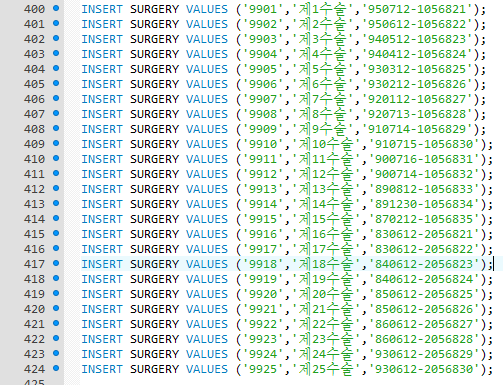 400 INSERT SURGERY VALUES ('9901','제1수술','950712-1056821');
401 INSERT SURGERY VALUES ('9902','제2수술','950612-1056822');
402 INSERT SURGERY VALUES ('9903','제3수술','940512-1056823');
403 INSERT SURGERY VALUES ('9904','제4수술','940412-1056824');
404 INSERT SURGERY VALUES ('9905','제5수술','930312-1056825');
405 INSERT SURGERY VALUES ('9906','제6수술','930212-1056826');
406 INSERT SURGERY VALUES ('9907','제7수술','920112-1056827');
407 INSERT SURGERY VALUES ('9908','제8수술','920713-1056828');
408 INSERT SURGERY VALUES ('9909','제9수술','910714-1056829');
409 INSERT SURGERY VALUES ('9910','제10수술','910715-1056830');
410 INSERT SURGERY VALUES ('9911','제11수술','900716-1056831');
411 INSERT SURGERY VALUES ('9912','제12수술','900714-1056832');
412 INSERT SURGERY VALUES ('9913','제13수술','890812-1056833');
413 INSERT SURGERY VALUES ('9914','제14수술','891230-1056834');
414 INSERT SURGERY VALUES ('9915','제15수술','870212-1056835');
415 INSERT SURGERY VALUES ('9916','제16수술','830612-2056821');
416 INSERT SURGERY VALUES ('9917','제17수술','830612-2056822');
417 INSERT SURGERY VALUES ('9918','제18수술','840612-2056823');
418 INSERT SURGERY VALUES ('9919','제19수술','840612-2056824');
419 INSERT SURGERY VALUES ('9920','제20수술','850612-2056825');
420 INSERT SURGERY VALUES ('9921','제21수술','850612-2056826');
421 INSERT SURGERY VALUES ('9922','제22수술','860612-2056827');
422 INSERT SURGERY VALUES ('9923','제23수술','860612-2056828');
423 INSERT SURGERY VALUES ('9924','제24수술','930612-2056829');
424 INSERT SURGERY VALUES ('9925','제25수술','930612-2056830');
425